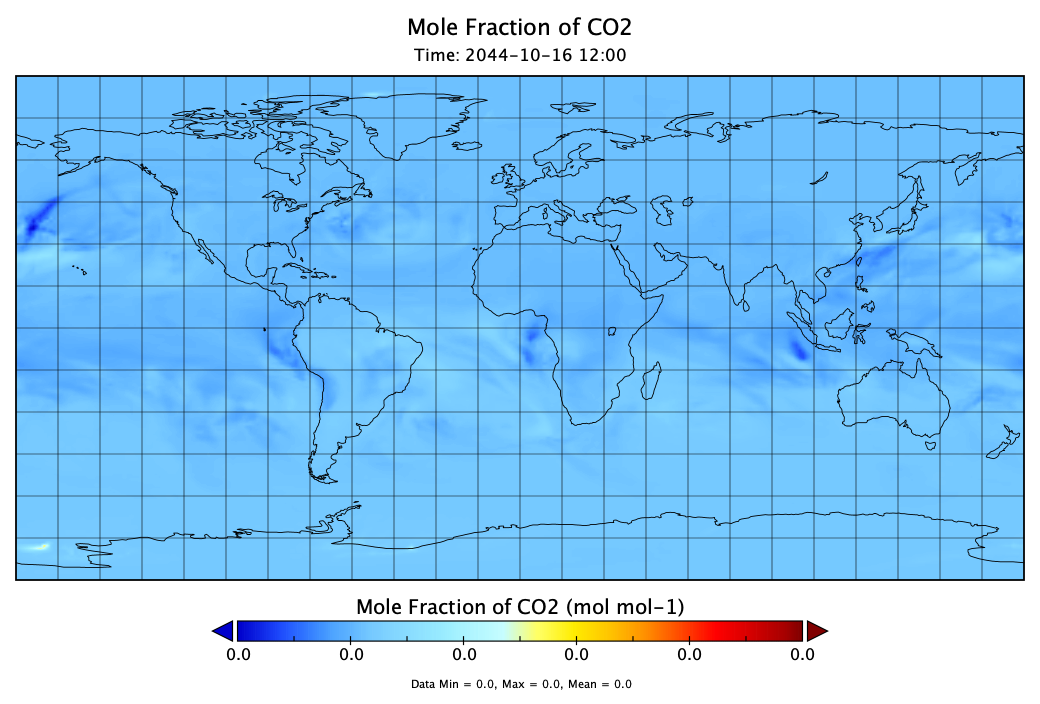 Mole Fraction of CO2
Time: 2044-10-16 12:00
Mole Fraction of CO2 (mol mol-1)
0.0 0.0 0.0 0.0 0.0 0.0
Data Min = 0.0, Max = 0.0, Mean = 0.0